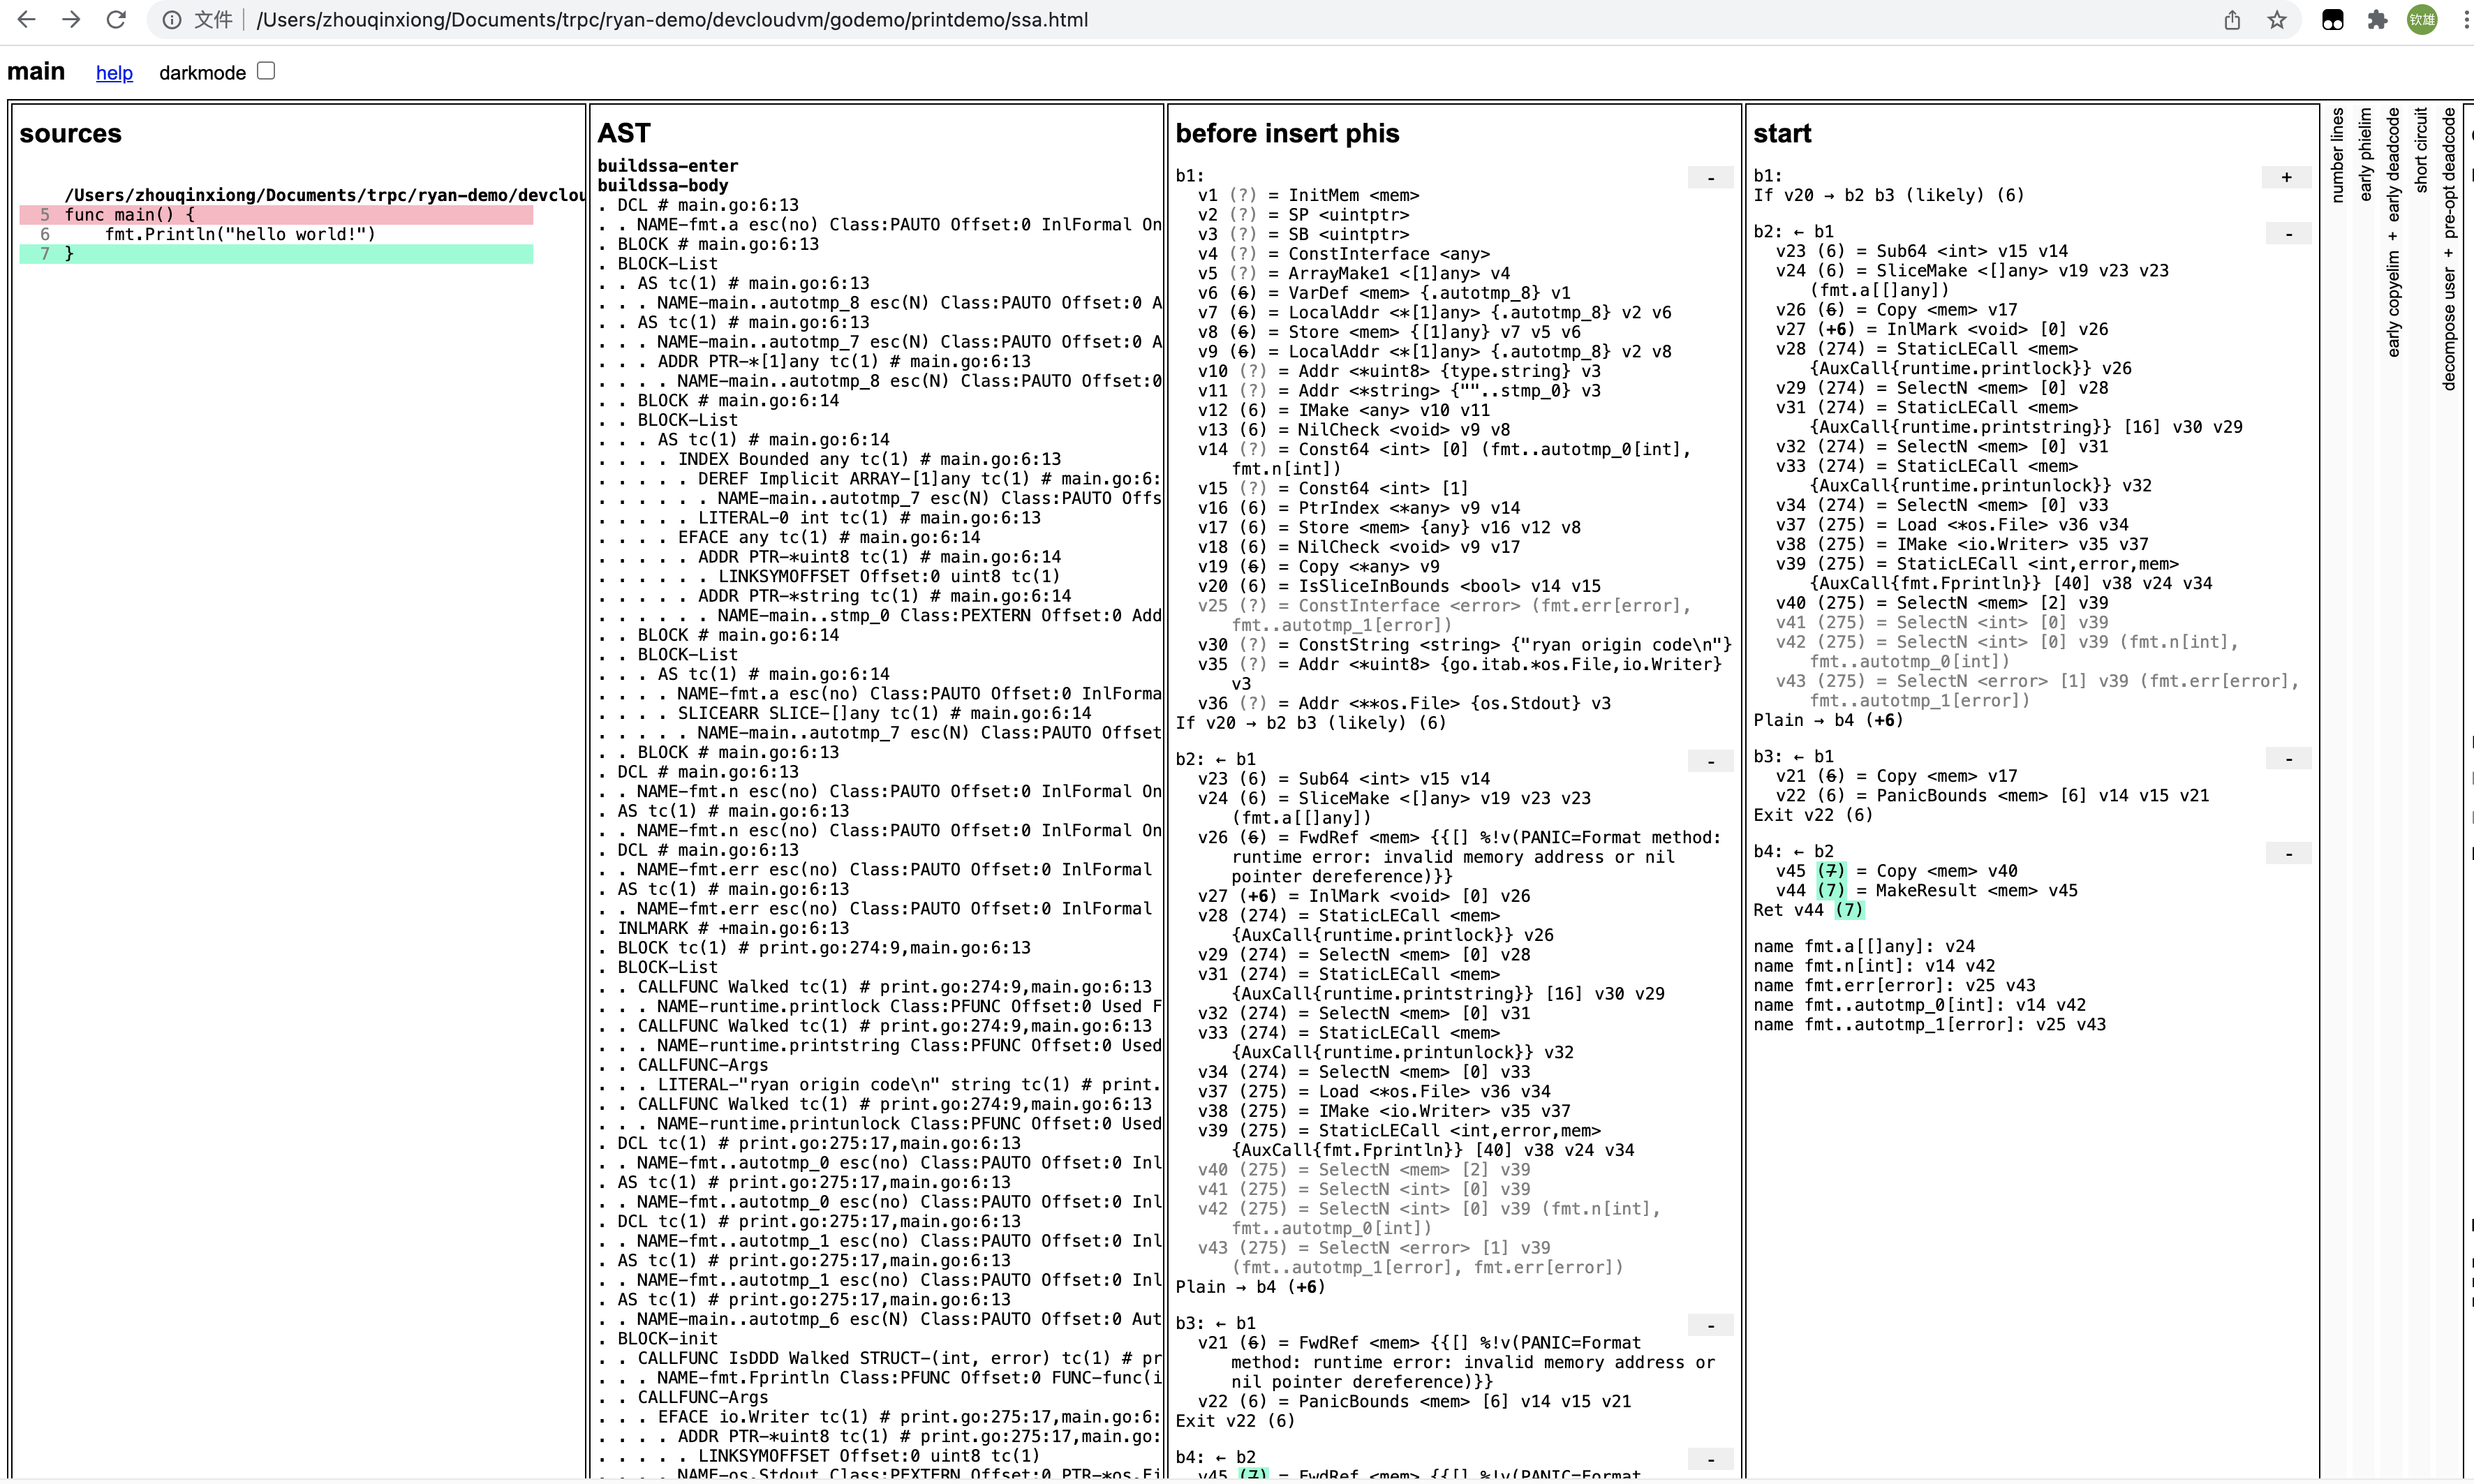 文件 /Users/zhouqinxiong/Documents/trpc/ryan-demo/devcloudvm/godemo/printdemo/ssa.html
钦雄
main help darkmode
sources
/Users/zhouqinxiong/Documents/trpc/ryan-demo/devclou
5 func main() {
6 fmt.Println("hello world!")
7 }
AST
buildssa-enter
buildssa-body
. DCL # main.go:6:13
. . NAME-fmt.a esc(no) Class:PAUTO Offset:0 InlFormal On
. BLOCK # main.go:6:13
. BLOCK-List
. . AS tc(1) # main.go:6:13
. . . NAME-main..autotmp_8 esc(N) Class:PAUTO Offset:0 A
. . AS tc(1) # main.go:6:13
. . . NAME-main..autotmp_7 esc(N) Class:PAUTO Offset:0 A
. . . ADDR PTR-*[1]any tc(1) # main.go:6:13
. . . . NAME-main..autotmp_8 esc(N) Class:PAUTO Offset:0
. . BLOCK # main.go:6:14
. . BLOCK-List
. . . AS tc(1) # main.go:6:14
. . . . INDEX Bounded any tc(1) # main.go:6:13
. . . . . DEREF Implicit ARRAY-[1]any tc(1) # main.go:6:
. . . . . . NAME-main..autotmp_7 esc(N) Class:PAUTO Offs
. . . . . LITERAL-0 int tc(1) # main.go:6:13
. . . . EFACE any tc(1) # main.go:6:14
. . . . . ADDR PTR-*uint8 tc(1) # main.go:6:14
. . . . . . LINKSYMOFFSET Offset:0 uint8 tc(1)
. . . . . ADDR PTR-*string tc(1) # main.go:6:14
. . . . . . NAME-main..stmp_0 Class:PEXTERN Offset:0 Add
. . BLOCK # main.go:6:14
. . BLOCK-List
. . . AS tc(1) # main.go:6:14
. . . . NAME-fmt.a esc(no) Class:PAUTO Offset:0 InlForma
. . . . SLICEARR SLICE-[]any tc(1) # main.go:6:14
. . . . . NAME-main..autotmp_7 esc(N) Class:PAUTO Offset
. . BLOCK # main.go:6:13
. DCL # main.go:6:13
. . NAME-fmt.n esc(no) Class:PAUTO Offset:0 InlFormal On
. AS tc(1) # main.go:6:13
. . NAME-fmt.n esc(no) Class:PAUTO Offset:0 InlFormal On
. DCL # main.go:6:13
. . NAME-fmt.err esc(no) Class:PAUTO Offset:0 InlFormal
. AS tc(1) # main.go:6:13
. . NAME-fmt.err esc(no) Class:PAUTO Offset:0 InlFormal
. INLMARK # +main.go:6:13
. BLOCK tc(1) # print.go:274:9,main.go:6:13
. BLOCK-List
. . CALLFUNC Walked tc(1) # print.go:274:9,main.go:6:13
. . . NAME-runtime.printlock Class:PFUNC Offset:0 Used F
. . CALLFUNC Walked tc(1) # print.go:274:9,main.go:6:13
. . . NAME-runtime.printstring Class:PFUNC Offset:0 Used
. . CALLFUNC-Args
. . . LITERAL-"ryan origin code\n" string tc(1) # print.
. . CALLFUNC Walked tc(1) # print.go:274:9,main.go:6:13
. . . NAME-runtime.printunlock Class:PFUNC Offset:0 Used
. DCL tc(1) # print.go:275:17,main.go:6:13
. . NAME-fmt..autotmp_0 esc(no) Class:PAUTO Offset:0 Inl
. AS tc(1) # print.go:275:17,main.go:6:13
. . NAME-fmt..autotmp_0 esc(no) Class:PAUTO Offset:0 Inl
. DCL tc(1) # print.go:275:17,main.go:6:13
. . NAME-fmt..autotmp_1 esc(no) Class:PAUTO Offset:0 Inl
. AS tc(1) # print.go:275:17,main.go:6:13
. . NAME-fmt..autotmp_1 esc(no) Class:PAUTO Offset:0 Inl
. AS tc(1) # print.go:275:17,main.go:6:13
. . NAME-main..autotmp_6 esc(N) Class:PAUTO Offset:0 Aut
. BLOCK-init
. . CALLFUNC IsDDD Walked STRUCT-(int, error) tc(1) # pr
. . . NAME-fmt.Fprintln Class:PFUNC Offset:0 FUNC-func(i
. . CALLFUNC-Args
. . . EFACE io.Writer tc(1) # print.go:275:17,main.go:6:
. . . . ADDR PTR-*uint8 tc(1) # print.go:275:17,main.go:
. . . . . LINKSYMOFFSET Offset:0 uint8 tc(1)
. . . . NAME-os.Stdout Class:PEXTERN Offset:0 PTR-*os.Fi
before insert phis
b1: -
v1 (?) = InitMem <mem>
v2 (?) = SP <uintptr>
v3 (?) = SB <uintptr>
v4 (?) = ConstInterface <any>
v5 (?) = ArrayMake1 <[1]any> v4
v6 (6) = VarDef <mem> {.autotmp_8} v1
v7 (6) = LocalAddr <*[1]any> {.autotmp_8} v2 v6
v8 (6) = Store <mem> {[1]any} v7 v5 v6
v9 (6) = LocalAddr <*[1]any> {.autotmp_8} v2 v8
v10 (?) = Addr <*uint8> {type.string} v3
v11 (?) = Addr <*string> {""..stmp_0} v3
v12 (6) = IMake <any> v10 v11
v13 (6) = NilCheck <void> v9 v8
v14 (?) = Const64 <int> [0] (fmt..autotmp_0[int],
fmt.n[int])
v15 (?) = Const64 <int> [1]
v16 (6) = PtrIndex <*any> v9 v14
v17 (6) = Store <mem> {any} v16 v12 v8
v18 (6) = NilCheck <void> v9 v17
v19 (6) = Copy <*any> v9
v20 (6) = IsSliceInBounds <bool> v14 v15
v25 (?) = ConstInterface <error> (fmt.err[error],
fmt..autotmp_1[error])
v30 (?) = ConstString <string> {"ryan origin code\n"}
v35 (?) = Addr <*uint8> {go.itab.*os.File,io.Writer}
v3
v36 (?) = Addr <**os.File> {os.Stdout} v3
If v20 → b2 b3 (likely) (6)
b2: ← b1 -
v23 (6) = Sub64 <int> v15 v14
v24 (6) = SliceMake <[]any> v19 v23 v23
(fmt.a[[]any])
v26 (6) = FwdRef <mem> {{[] %!v(PANIC=Format method:
runtime error: invalid memory address or nil
pointer dereference)}}
v27 (+6) = InlMark <void> [0] v26
v28 (274) = StaticLECall <mem>
{AuxCall{runtime.printlock}} v26
v29 (274) = SelectN <mem> [0] v28
v31 (274) = StaticLECall <mem>
{AuxCall{runtime.printstring}} [16] v30 v29
v32 (274) = SelectN <mem> [0] v31
v33 (274) = StaticLECall <mem>
{AuxCall{runtime.printunlock}} v32
v34 (274) = SelectN <mem> [0] v33
v37 (275) = Load <*os.File> v36 v34
v38 (275) = IMake <io.Writer> v35 v37
v39 (275) = StaticLECall <int,error,mem>
{AuxCall{fmt.Fprintln}} [40] v38 v24 v34
v40 (275) = SelectN <mem> [2] v39
v41 (275) = SelectN <int> [0] v39
v42 (275) = SelectN <int> [0] v39 (fmt.n[int],
fmt..autotmp_0[int])
v43 (275) = SelectN <error> [1] v39
(fmt..autotmp_1[error], fmt.err[error])
Plain → b4 (+6)
b3: ← b1 -
v21 (6) = FwdRef <mem> {{[] %!v(PANIC=Format
method: runtime error: invalid memory address or
nil pointer dereference)}}
v22 (6) = PanicBounds <mem> [6] v14 v15 v21
Exit v22 (6)
b4: ← b2 -
v45 (7) = FwdRef <mem> {{[] %!v(PANIC=Format
start
b1: +
If v20 → b2 b3 (likely) (6)
b2: ← b1 -
v23 (6) = Sub64 <int> v15 v14
v24 (6) = SliceMake <[]any> v19 v23 v23
(fmt.a[[]any])
v26 (6) = Copy <mem> v17
v27 (+6) = InlMark <void> [0] v26
v28 (274) = StaticLECall <mem>
{AuxCall{runtime.printlock}} v26
v29 (274) = SelectN <mem> [0] v28
v31 (274) = StaticLECall <mem>
{AuxCall{runtime.printstring}} [16] v30 v29
v32 (274) = SelectN <mem> [0] v31
v33 (274) = StaticLECall <mem>
{AuxCall{runtime.printunlock}} v32
v34 (274) = SelectN <mem> [0] v33
v37 (275) = Load <*os.File> v36 v34
v38 (275) = IMake <io.Writer> v35 v37
v39 (275) = StaticLECall <int,error,mem>
{AuxCall{fmt.Fprintln}} [40] v38 v24 v34
v40 (275) = SelectN <mem> [2] v39
v41 (275) = SelectN <int> [0] v39
v42 (275) = SelectN <int> [0] v39 (fmt.n[int],
fmt..autotmp_0[int])
v43 (275) = SelectN <error> [1] v39 (fmt.err[error],
fmt..autotmp_1[error])
Plain → b4 (+6)
b3: ← b1 -
v21 (6) = Copy <mem> v17
v22 (6) = PanicBounds <mem> [6] v14 v15 v21
Exit v22 (6)
b4: ← b2 -
v45 (7) = Copy <mem> v40
v44 (7) = MakeResult <mem> v45
Ret v44 (7)
name fmt.a[[]any]: v24
name fmt.n[int]: v14 v42
name fmt.err[error]: v25 v43
name fmt..autotmp_0[int]: v14 v42
name fmt..autotmp_1[error]: v25 v43
number lines
early phielim
early copyelim + early deadcode
short circuit
decompose user + pre-opt deadcode